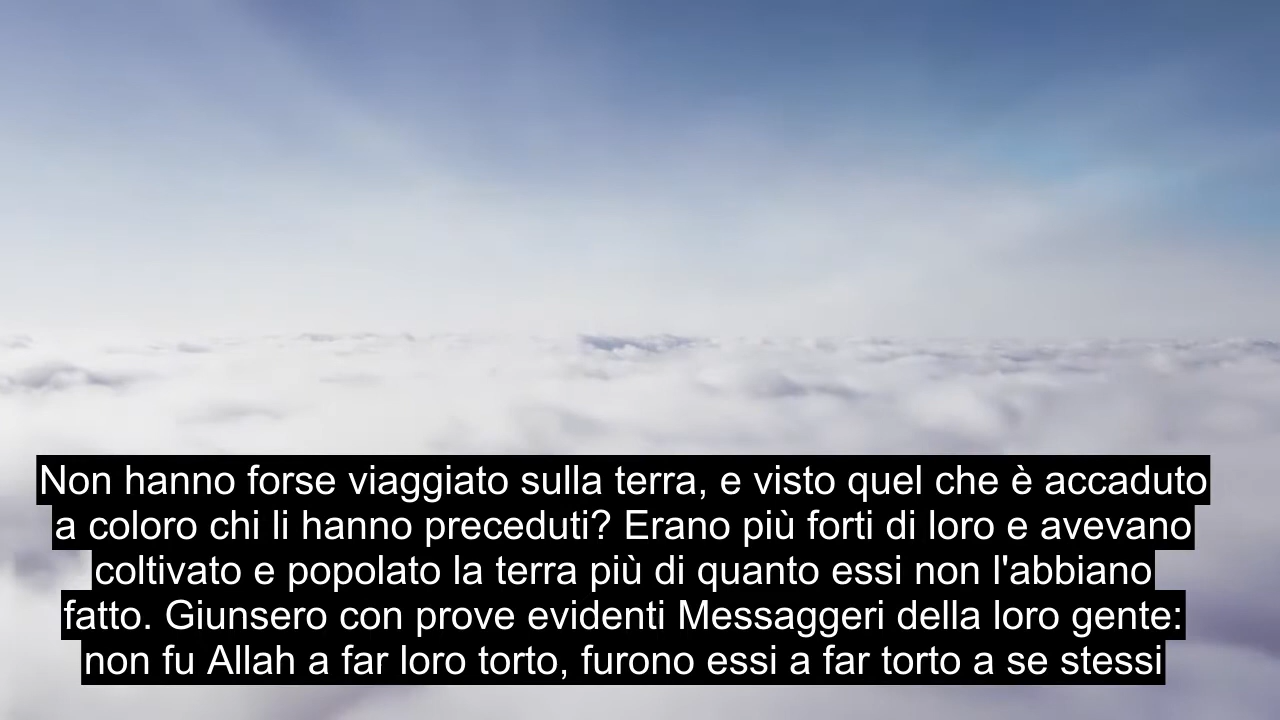 Non hanno forse viaggiato sulla terra, e visto quel che è accaduto
a coloro chi li hanno preceduti? Erano più forti di loro e avevano
coltivato e popolato la terra più di quanto essi non l'abbiano
fatto. Giunsero con prove evidenti Messaggeri della loro gente:
non fu Allah a far loro torto, furono essi a far torto a se stessi